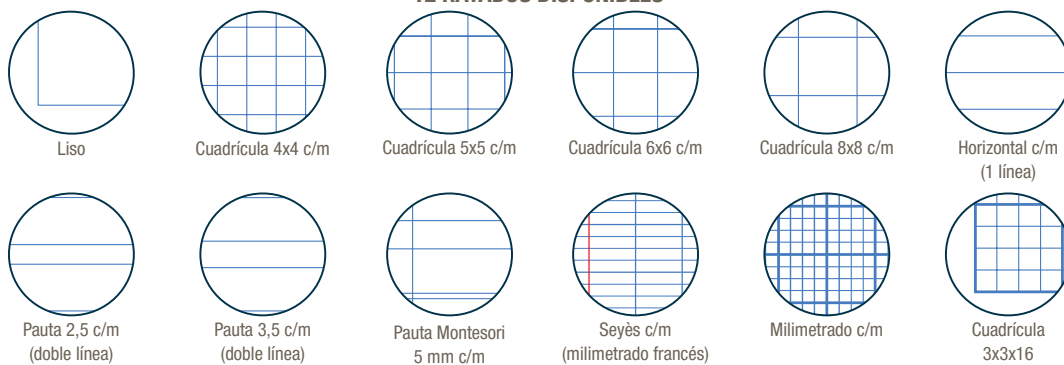 12 RAYADOS DISPONIBLES
Liso
Cuadrícula 4x4 c/m
Cuadrícula 5x5 c/m
Cuadrícula 6x6 c/m
Cuadrícula 8x8 c/m
Horizontal c/m
(1 línea)
Pauta 2,5 c/m
(doble línea)
Pauta 3,5 c/m
(doble línea)
Pauta Montesori
5 mm c/m
Seyès c/m
(milimetrado francés)
Milimetrado c/m
Cuadrícula
3x3x16